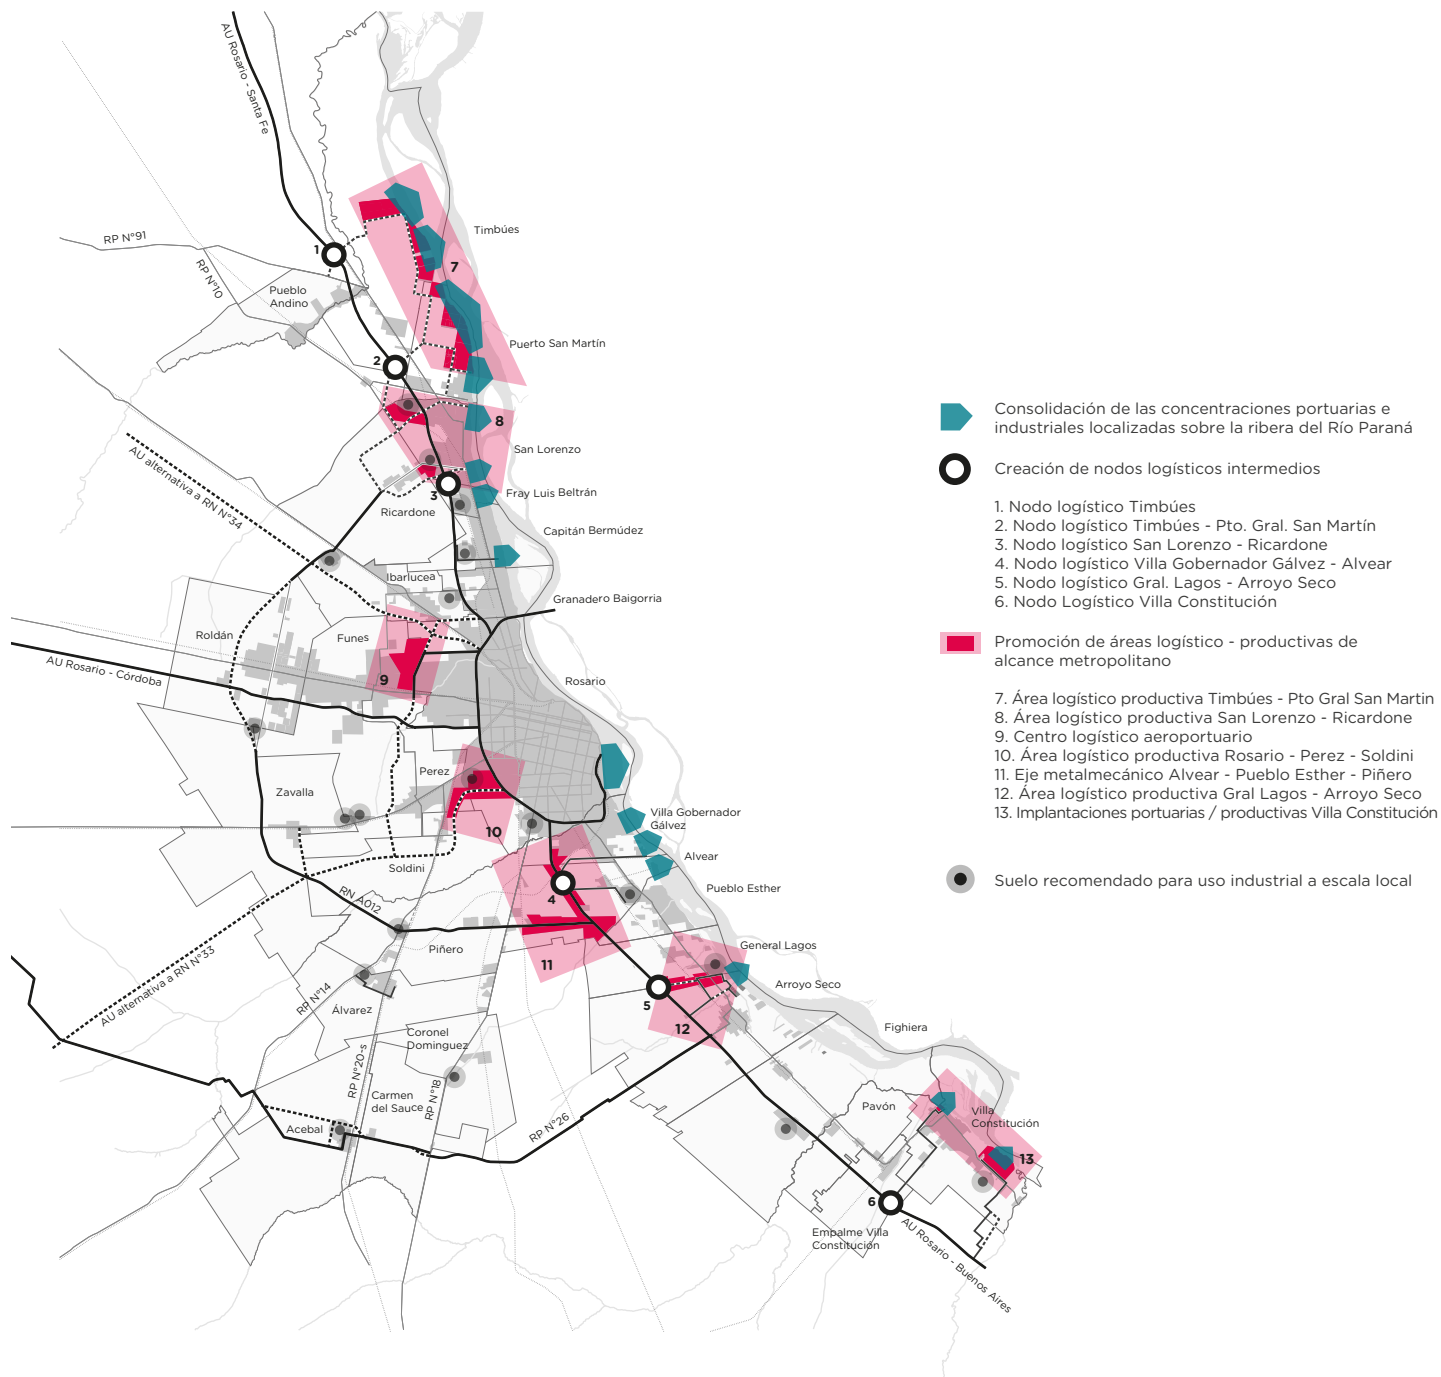 AU Rosario - Santa Fe
RP N°91
RP N°10
1
Timbúes
7
Pueblo
Andino
2
Puerto San Martín
8
San Lorenzo
AU alternativa a RN N°34
3
Fray Luis Beltrán
Ricardone
Capitán Bermúdez
Ibarlucea
Granadero Baigorria
Roldán
Funes
AU Rosario - Córdoba
9
Rosario
Perez
Zavalla
10
Villa Gobernador
Gálvez
Soldini
Alvear
RN A012
4
Pueblo Esther
AU alternativa a RN N°33
Piñero
11
General Lagos
RP N°14
Álvarez
5
Arroyo Seco
12
Coronel
Dominguez
Fighiera
RP N°20-s
RP N°18
Carmen
del Sauce
Acebal
RP N°26
Pavón
Villa
Constitución
13
6
Empalme Villa
Constitución
AU Rosario - Buenos Aires
Consolidación de las concentraciones portuarias e
industriales localizadas sobre la ribera del Río Paraná
Creación de nodos logísticos intermedios
1. Nodo logístico Timbúes
2. Nodo logístico Timbúes - Pto. Gral. San Martín
3. Nodo logístico San Lorenzo - Ricardone
4. Nodo logístico Villa Gobernador Gálvez - Alvear
5. Nodo logístico Gral. Lagos - Arroyo Seco
6. Nodo Logístico Villa Constitución
Promoción de áreas logístico - productivas de
alcance metropolitano
7. Área logístico productiva Timbúes - Pto Gral San Martin
8. Área logístico productiva San Lorenzo - Ricardone
9. Centro logístico aeroportuario
10. Área logístico productiva Rosario - Perez - Soldini
11. Eje metalmecánico Alvear - Pueblo Esther - Piñero
12. Área logístico productiva Gral Lagos - Arroyo Seco
13. Implantaciones portuarias / productivas Villa Constitución
Suelo recomendado para uso industrial a escala local